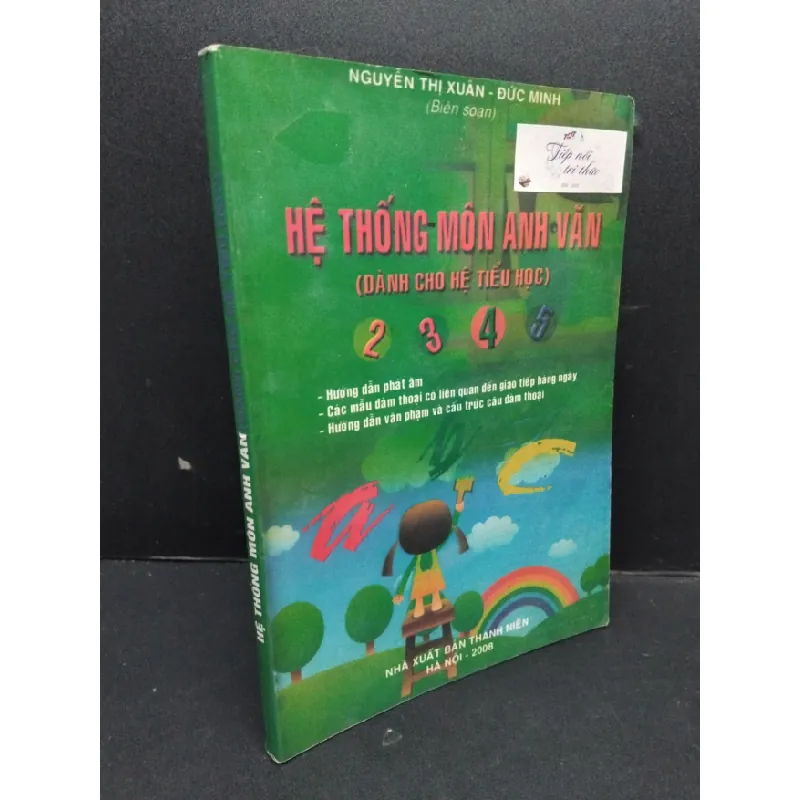 NGUYỄN THỊ XUÂN - ĐỨC MINH
(Biên soạn)
Tiếp nối
tri thức
HỆ THỐNG MÔN ANH VĂN
(DÀNH CHO HỆ TIỂU HỌC)
2 3 4 5
- Hướng dẫn phát âm
- Các mẫu đàm thoại có liên quan đến giao tiếp hàng ngày
- Hướng dẫn văn phạm và cấu trúc câu đàm thoại
a b c
NHÀ XUẤT BẢN THANH NIÊN
HÀ NỘI - 2008
HỆ THỐNG MÔN ANH VĂN